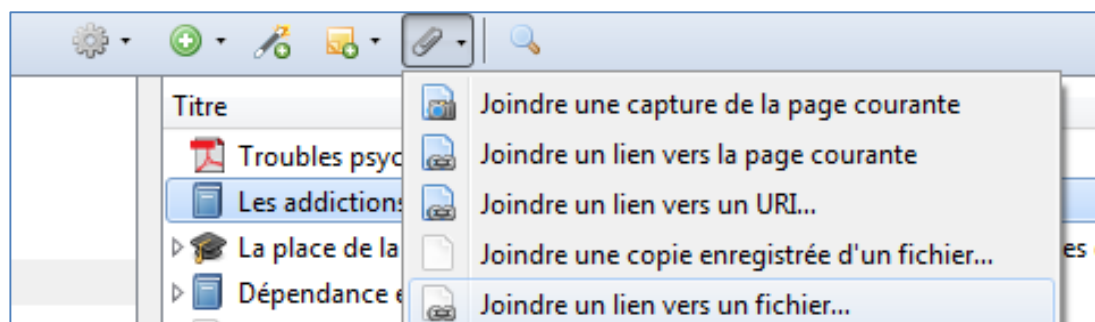 Titre
Troubles psyc
Les addictions
La place de la
Dépendance e
Joindre une capture de la page courante
Joindre un lien vers la page courante
Joindre un lien vers un URI...
Joindre une copie enregistrée d'un fichier...
Joindre un lien vers un fichier...
es